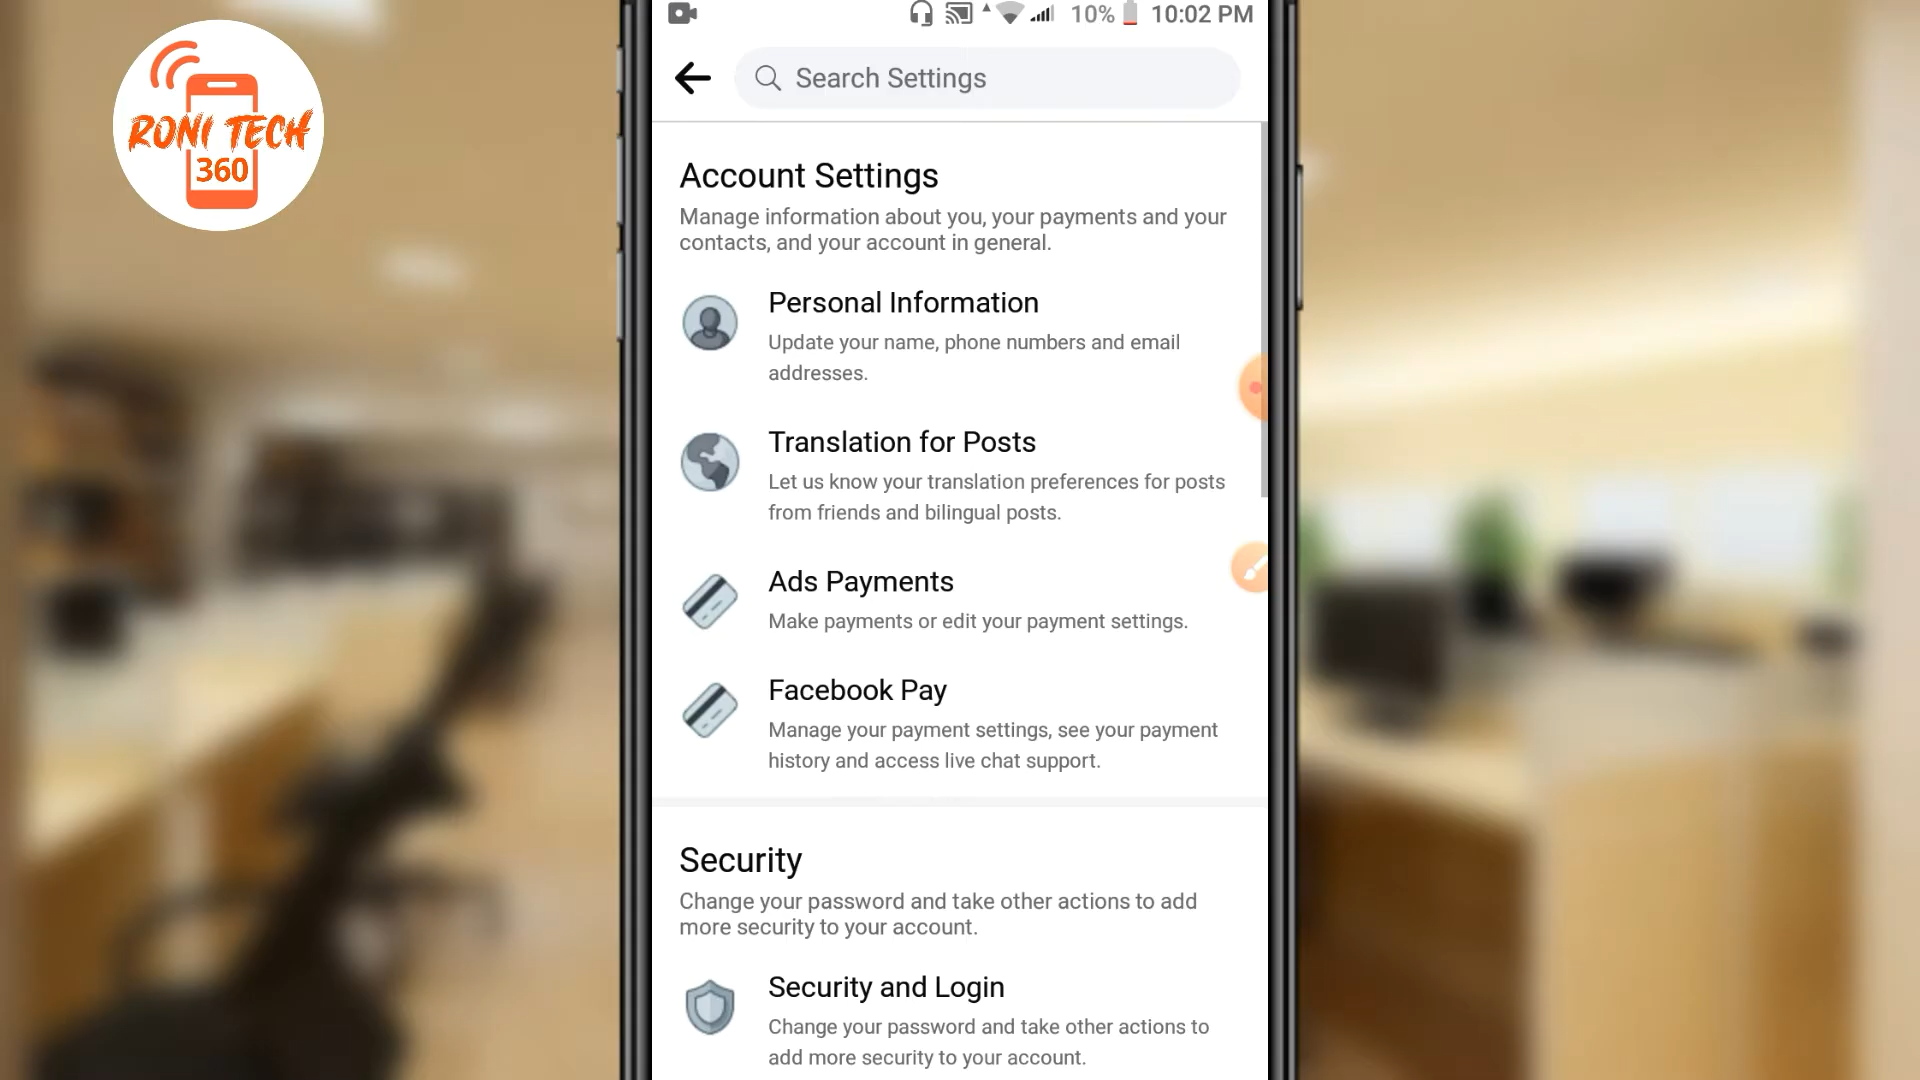 RONI TECH
360
10% 10:02 PM
Search Settings
Account Settings
Manage information about you, your payments and your
contacts, and your account in general.
Personal Information
Update your name, phone numbers and email
addresses.
Translation for Posts
Let us know your translation preferences for posts
from friends and bilingual posts.
Ads Payments
Make payments or edit your payment settings.
Facebook Pay
Manage your payment settings, see your payment
history and access live chat support.
Security
Change your password and take other actions to add
more security to your account.
Security and Login
Change your password and take other actions to
add more security to your account.